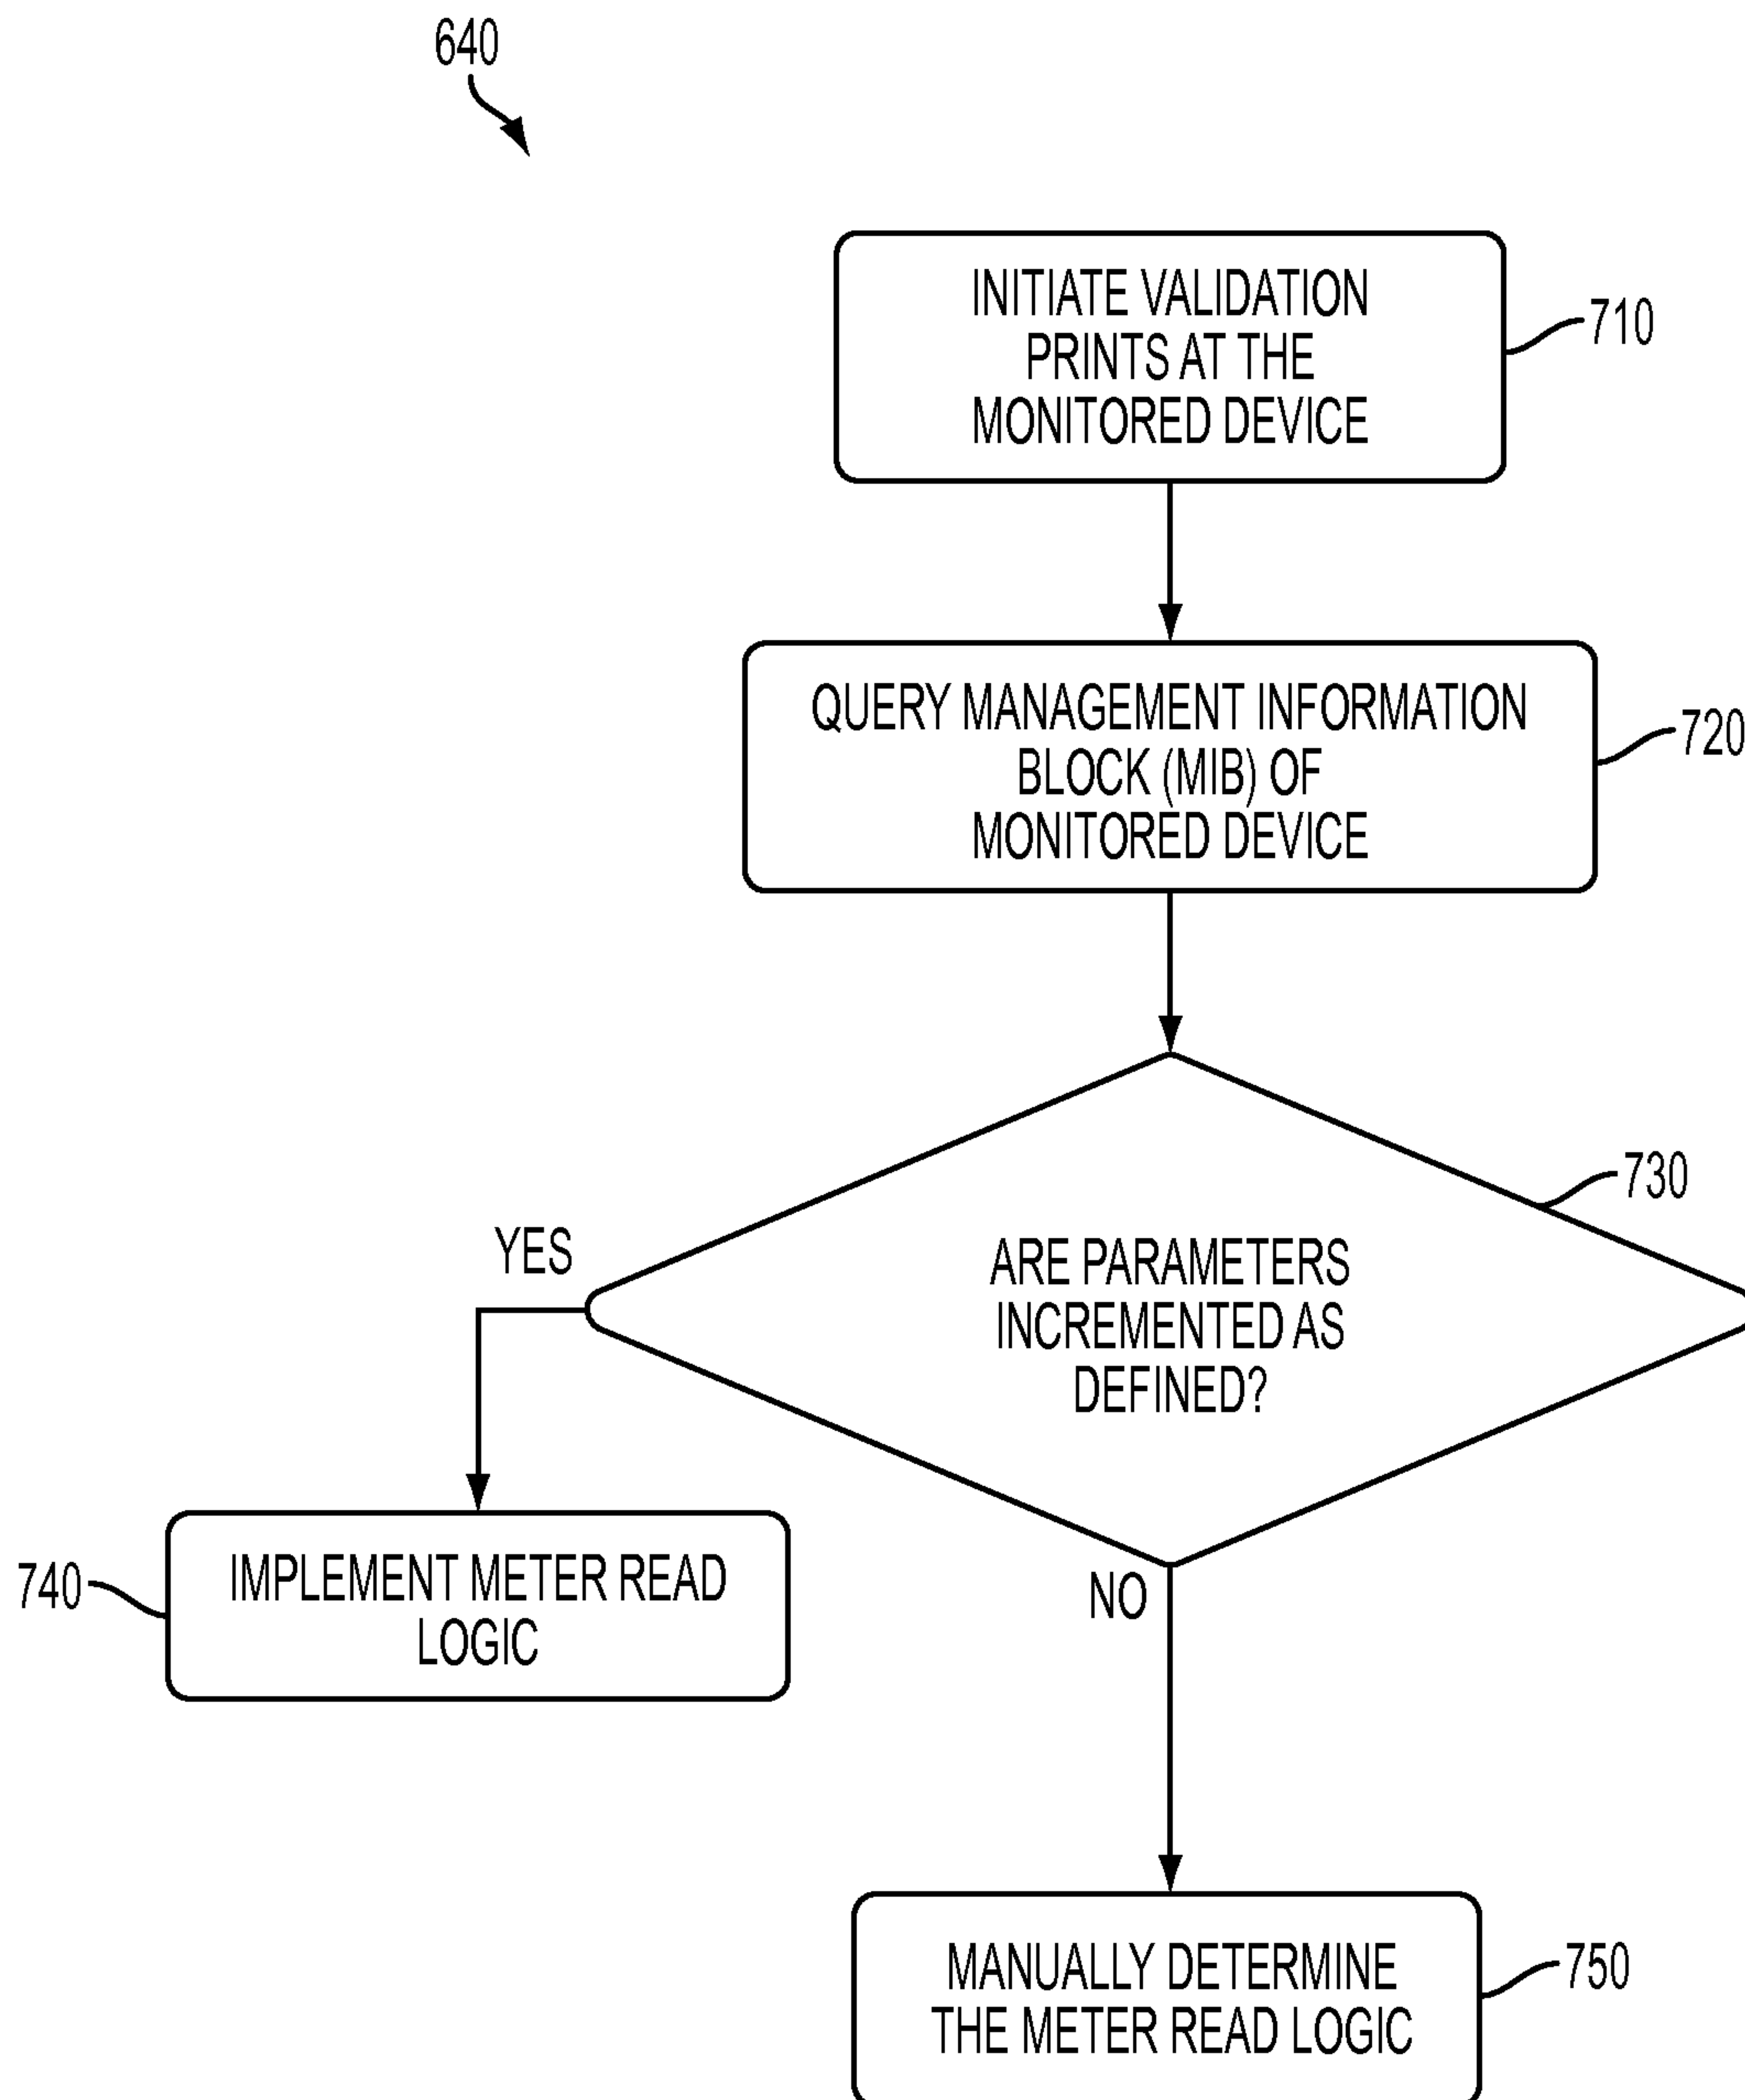 640
INITIATE VALIDATION
PRINTS AT THE
MONITORED DEVICE
710
QUERY MANAGEMENT INFORMATION
BLOCK (MIB) OF
MONITORED DEVICE
720
730
YES
ARE PARAMETERS
INCREMENTED AS
DEFINED?
740
IMPLEMENT METER READ
LOGIC
NO
MANUALLY DETERMINE
THE METER READ LOGIC
750